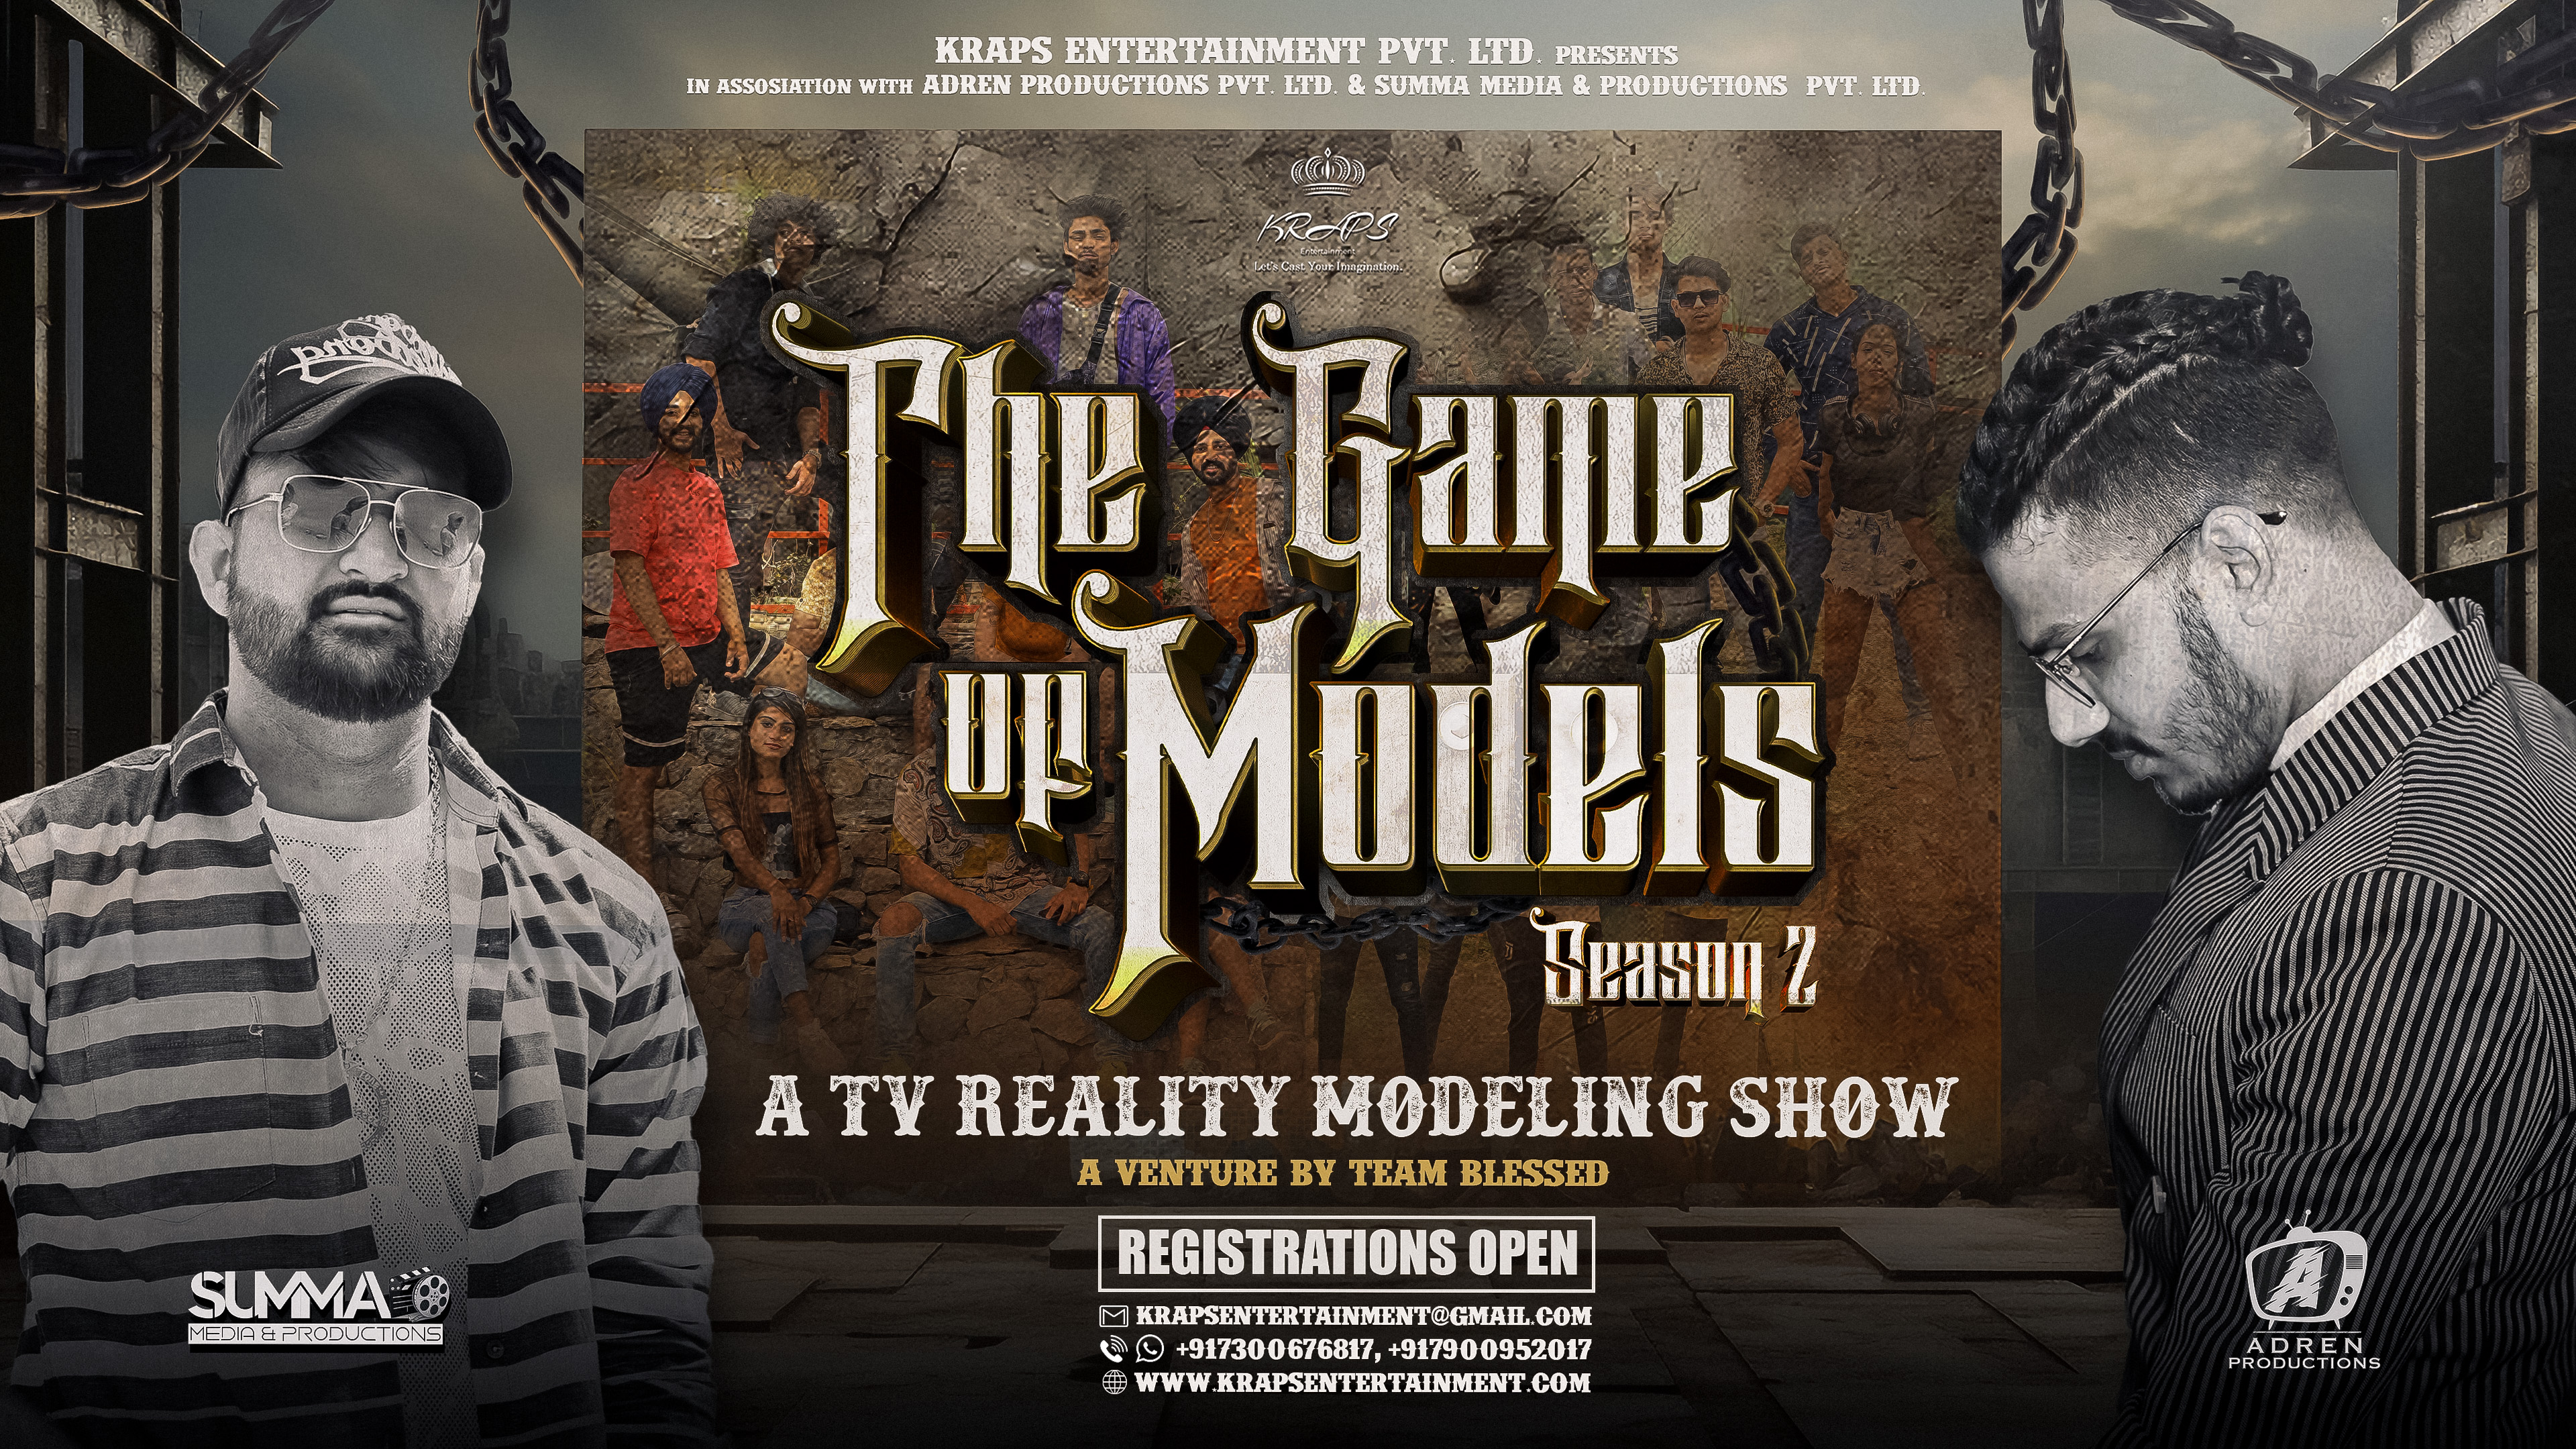 KRAPS ENTERTAINMENT PVT. LTD. PRESENTS
IN ASSOSIATION WITH ADREN PRODUCTIONS PVT. LTD. & SUMMA MEDIA & PRODUCTIONS PVT. LTD.
KRAPS
Entertainment
Let's Cast Your Imagination.
The Game
of Models
Season 2
A TV REALITY MODELING SHOW
A VENTURE BY TEAM BLESSED
REGISTRATIONS OPEN
KRAPSENTERTAINMENT@GMAIL.COM
+917300676817, +917900952017
WWW.KRAPSENTERTAINMENT.COM
SUMMA
MEDIA & PRODUCTIONS
A
ADREN
PRODUCTIONS